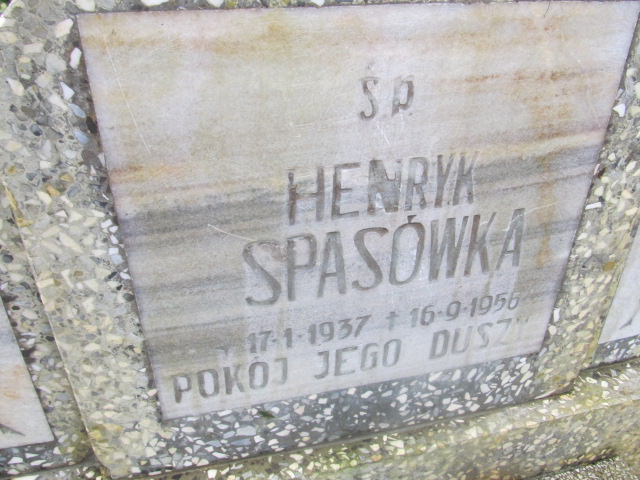 Ś.P.
HENRYK
SPASÓWKA
* 17-1-1937 † 16-9-1956
POKÓJ JEGO DUSZY